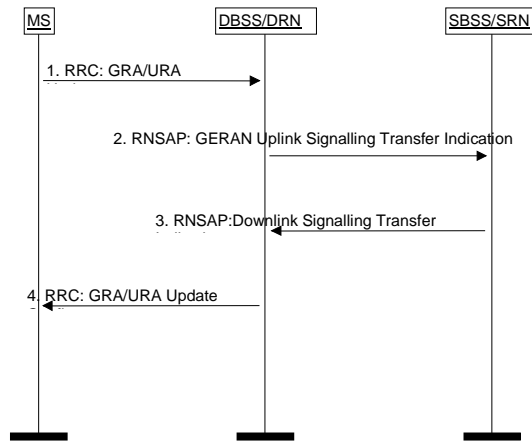 MS
DBSS/DRN
SBSS/SRN
1. RRC: GRA/URA
2. RNSAP: GERAN Uplink Signalling Transfer Indication
3. RNSAP:Downlink Signalling Transfer
4. RRC: GRA/URA Update